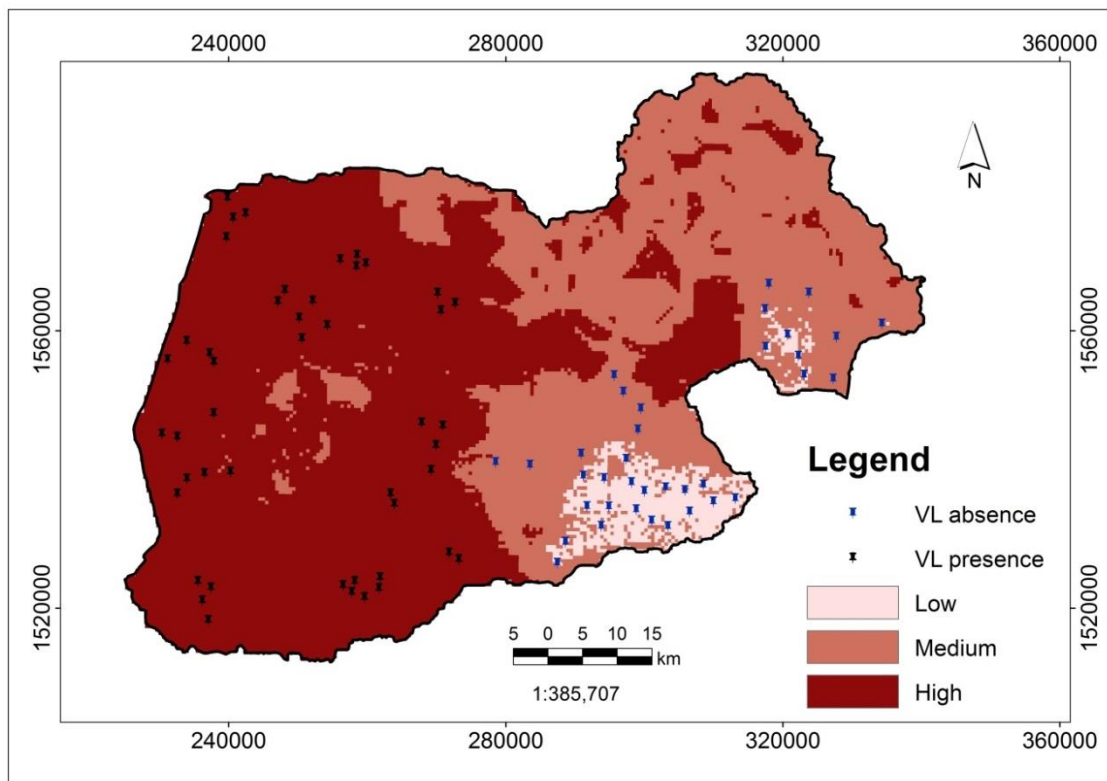 240000 280000 320000 360000
N
1560000 1560000
Legend
VL absence
VL presence
1520000 1520000
Low
5 0 5 10 15
km
Medium
1:385,707
High
240000 280000 320000 360000